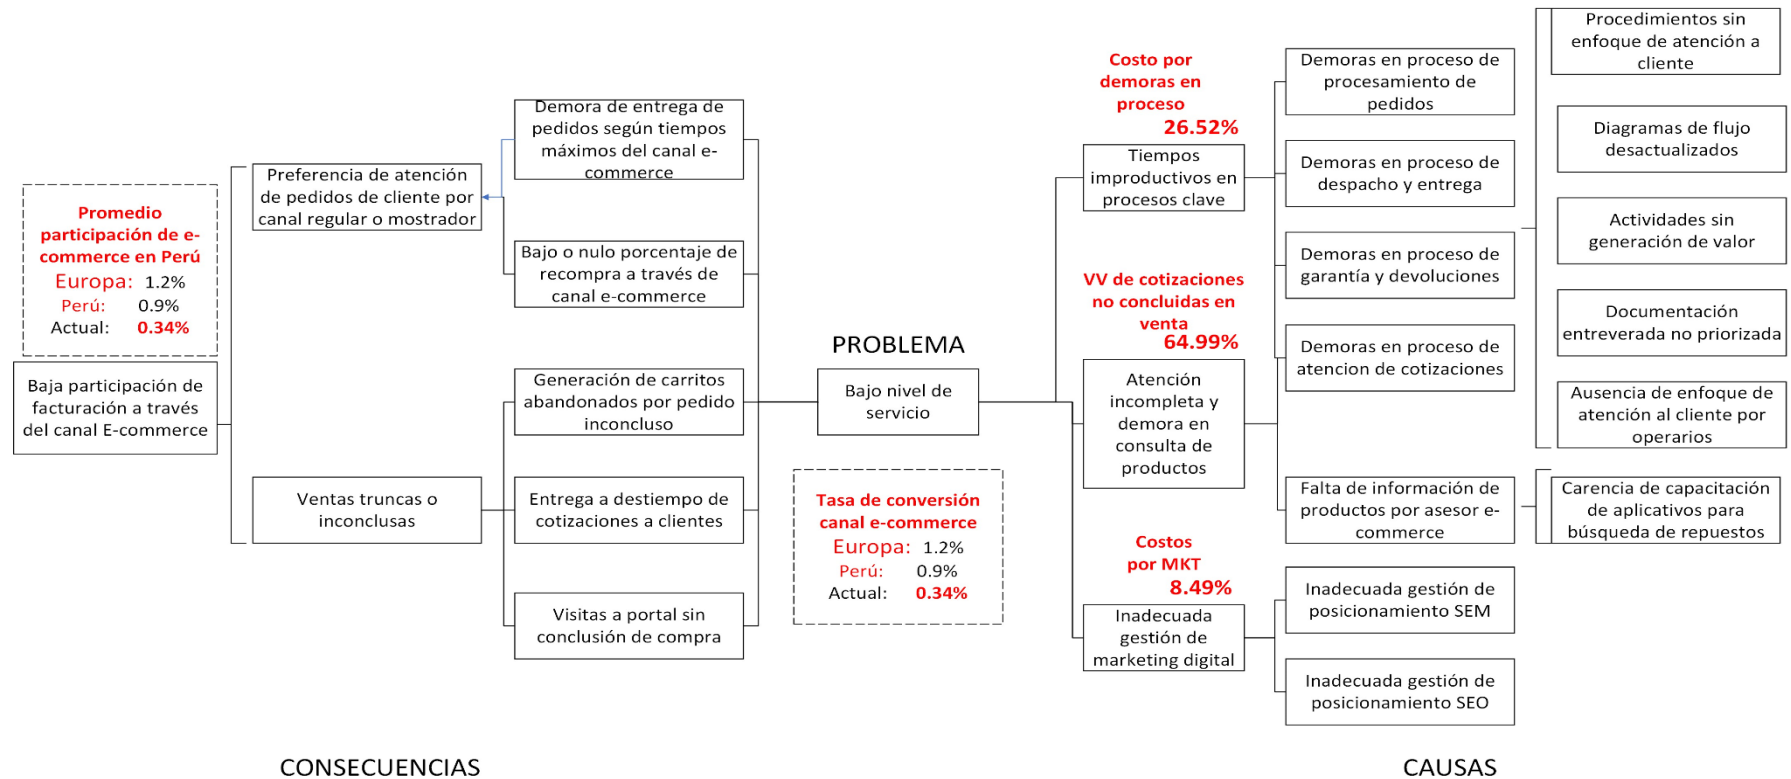 Promedio
participación de e-
commerce en Perú
Europa: 1.2%
Perú: 0.9%
Actual: 0.34%
Baja participación de
facturación a través
del canal E-commerce
Preferencia de atención
de pedidos de cliente por
canal regular o mostrador
Ventas truncas o
inconclusas
Demora de entrega de
pedidos según tiempos
máximos del canal e-
commerce
Bajo o nulo porcentaje de
recompra a través de
canal e-commerce
Generación de carritos
abandonados por pedido
inconcluso
Entrega a destiempo de
cotizaciones a clientes
Visitas a portal sin
conclusión de compra
PROBLEMA
Bajo nivel de
servicio
Tasa de conversión
canal e-commerce
Europa: 1.2%
Perú: 0.9%
Actual: 0.34%
Costo por
demoras en
proceso
26.52%
Tiempos
improductivos en
procesos clave
VV de cotizaciones
no concluidas en
venta
64.99%
Atención
incompleta y
demora en
consulta de
productos
Costos
por MKT
8.49%
Inadecuada
gestión de
marketing digital
Demoras en proceso de
procesamiento de
pedidos
Demoras en proceso de
despacho y entrega
Demoras en proceso de
garantía y devoluciones
Demoras en proceso de
atencion de cotizaciones
Falta de información de
productos por asesor e-
commerce
Inadecuada gestión de
posicionamiento SEM
Inadecuada gestión de
posicionamiento SEO
Procedimientos sin
enfoque de atención a
cliente
Diagramas de flujo
desactualizados
Actividades sin
generación de valor
Documentación
entreverada no priorizada
Ausencia de enfoque de
atención al cliente por
operarios
Carencia de capacitación
de aplicativos para
búsqueda de repuestos
CONSECUENCIAS
CAUSAS